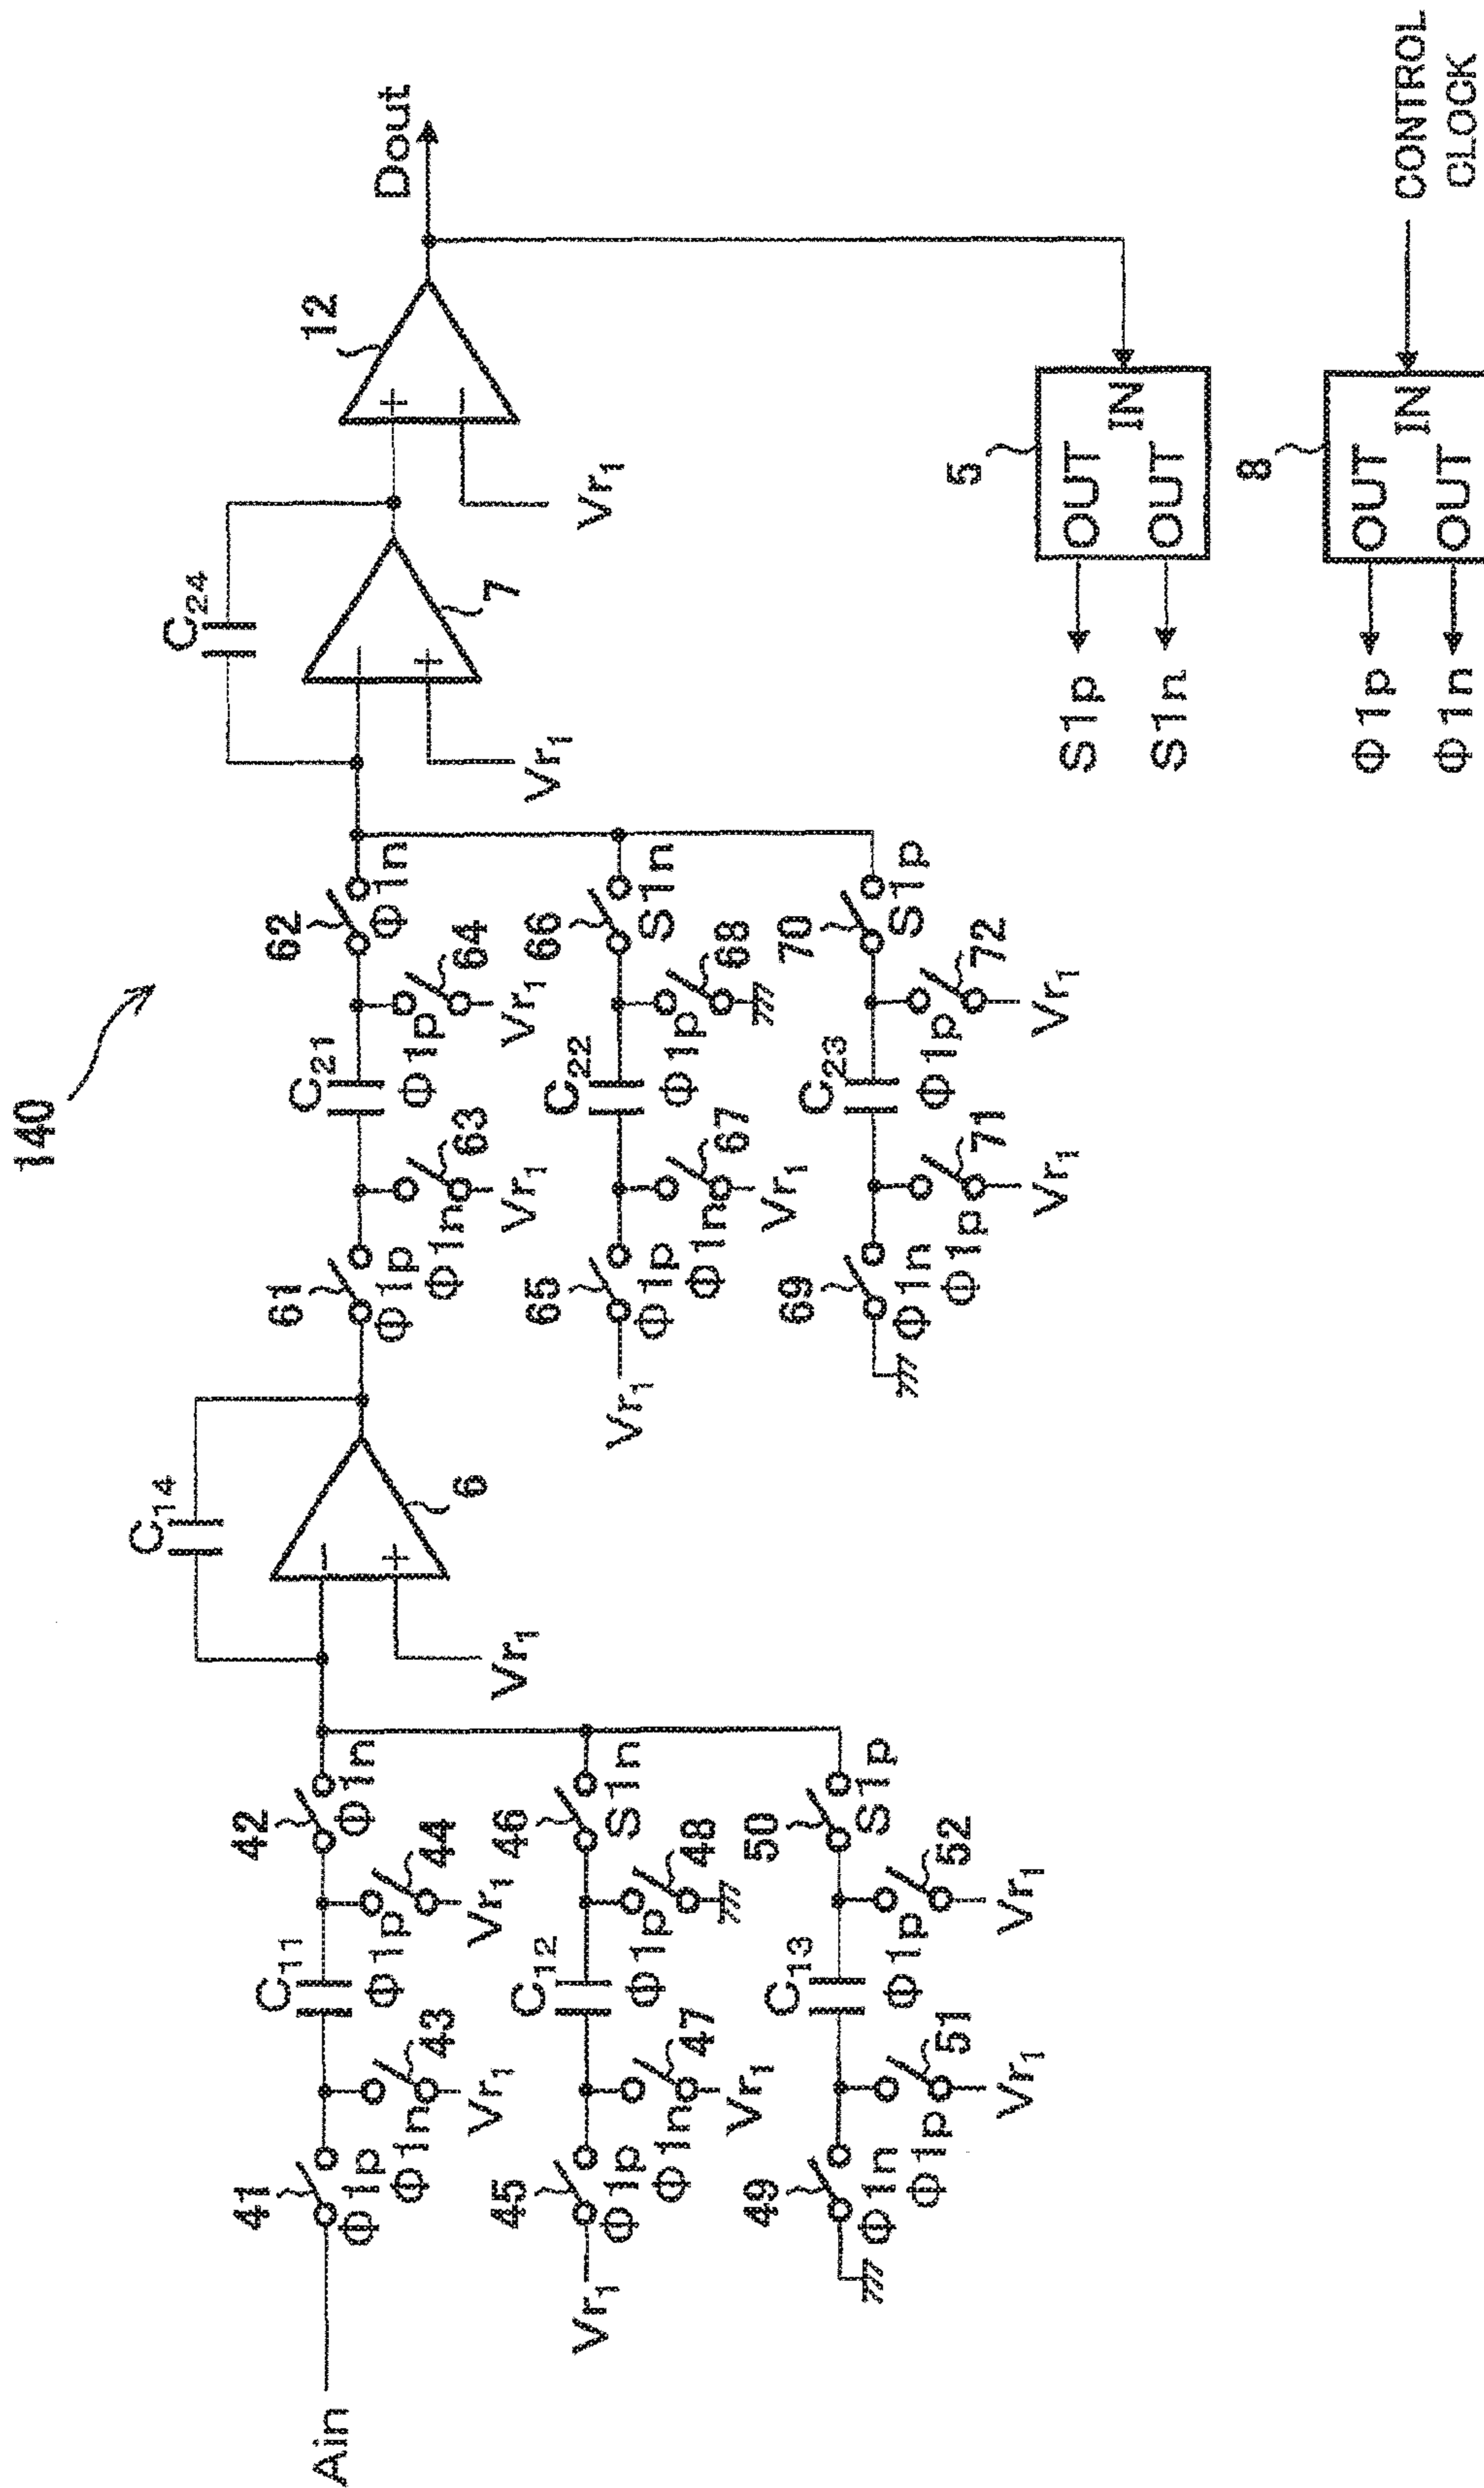 140
Ain
41
Φ1p
43
Φ1n
Vr1
C11
44
Φ1p
Vr1
42
Φ1n
Vr1
45
Φ1p
47
Φ1n
Vr1
C12
48
Φ1p
46
S1n
49
Φ1n
51
Φ1p
Vr1
C13
52
Φ1p
Vr1
50
S1p
C14
6
Vr1
61
Φ1p
63
Φ1n
Vr1
C21
64
Φ1p
Vr1
62
Φ1n
Vr1
65
Φ1p
67
Φ1n
Vr1
C22
68
Φ1p
66
S1n
69
Φ1n
71
Φ1p
Vr1
C23
72
Φ1p
Vr1
70
S1p
C24
7
Vr1
12
Vr1
Dout
5
OUT
IN
OUT
S1p
S1n
8
OUT
IN
OUT
Φ1p
Φ1n
CONTROL
CLOCK